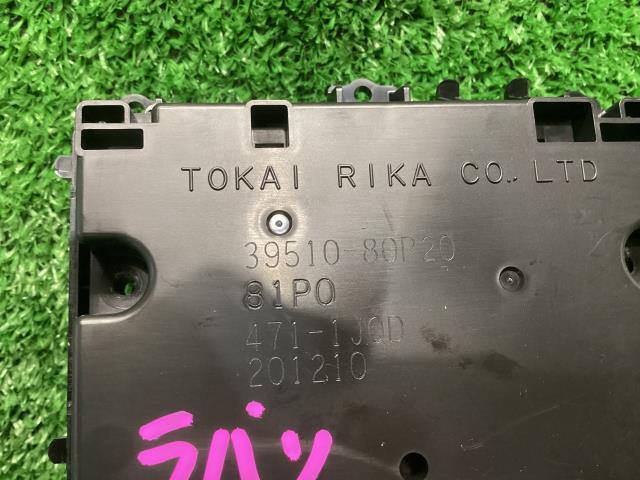 TOKAI RIKA CO., LTD
39510-80P20
81P0
471-1J0D
201210
ラパン